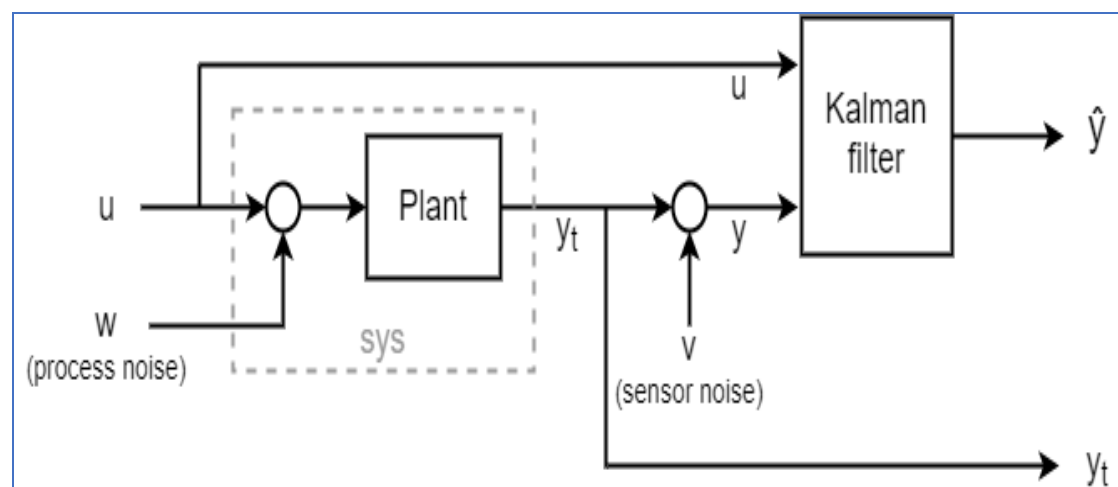 u
Kalman
filter
ŷ
u
Plant
yₜ
y
w
(process noise)
sys
v
(sensor noise)
yₜ